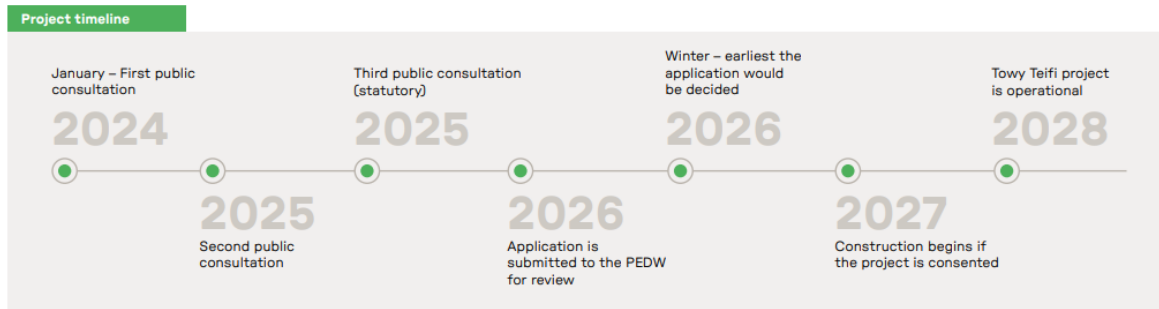 Project timeline
January – First public
consultation
2024
2025
Second public
consultation
Third public consultation
(statutory)
2025
2026
Application is
submitted to the PEDW
for review
Winter – earliest the
application would
be decided
2026
2027
Construction begins if
the project is consented
Towy Teifi project
is operational
2028